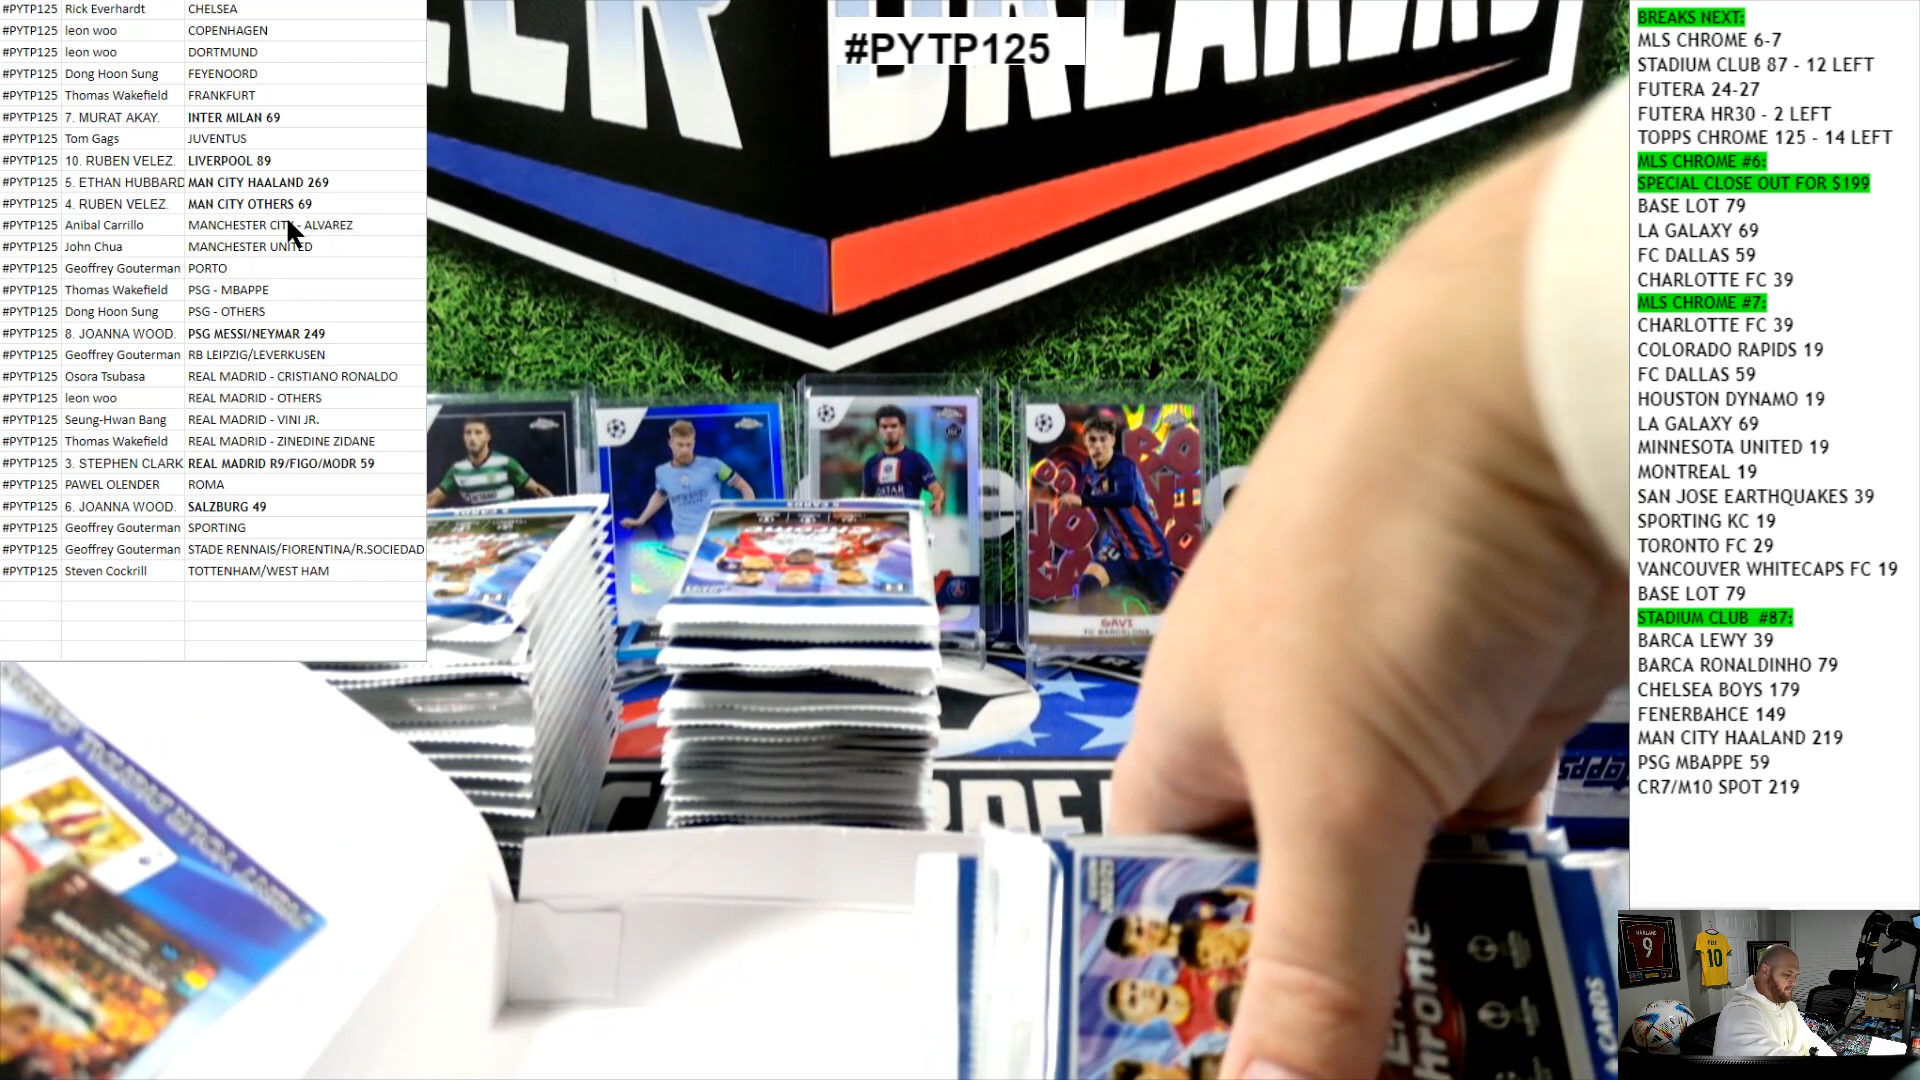 #PYTP125 Rick Everhardt CHELSEA
#PYTP125 leon woo COPENHAGEN
#PYTP125 leon woo DORTMUND
#PYTP125 Dong Hoon Sung FEYENOORD
#PYTP125 Thomas Wakefield FRANKFURT
#PYTP125 7. MURAT AKAY. INTER MILAN 69
#PYTP125 Tom Gags JUVENTUS
#PYTP125 10. RUBEN VELEZ. LIVERPOOL 89
#PYTP125 5. ETHAN HUBBARD MAN CITY HAALAND 269
#PYTP125 4. RUBEN VELEZ. MAN CITY OTHERS 69
#PYTP125 Anibal Carrillo MANCHESTER CITY - ALVAREZ
#PYTP125 John Chua MANCHESTER UNITED
#PYTP125 Geoffrey Gouterman PORTO
#PYTP125 Thomas Wakefield PSG - MBAPPE
#PYTP125 Dong Hoon Sung PSG - OTHERS
#PYTP125 8. JOANNA WOOD. PSG MESSI/NEYMAR 249
#PYTP125 Geoffrey Gouterman RB LEIPZIG/LEVERKUSEN
#PYTP125 Osora Tsubasa REAL MADRID - CRISTIANO RONALDO
#PYTP125 leon woo REAL MADRID - OTHERS
#PYTP125 Seung-Hwan Bang REAL MADRID - VINI JR.
#PYTP125 Thomas Wakefield REAL MADRID - ZINEDINE ZIDANE
#PYTP125 3. STEPHEN CLARK REAL MADRID R9/FIGO/MODR 59
#PYTP125 PAWEL OLENDER ROMA
#PYTP125 6. JOANNA WOOD. SALZBURG 49
#PYTP125 Geoffrey Gouterman SPORTING
#PYTP125 Geoffrey Gouterman STADE RENNAIS/FIORENTINA/R.SOCIEDAD
#PYTP125 Steven Cockrill TOTTENHAM/WEST HAM
#PYTP125
GAVI
FC BARCELONA
CARDS
BREAKS NEXT:
MLS CHROME 6-7
STADIUM CLUB 87 - 12 LEFT
FUTERA 24-27
FUTERA HR30 - 2 LEFT
TOPPS CHROME 125 - 14 LEFT
MLS CHROME #6:
SPECIAL CLOSE OUT FOR $199
BASE LOT 79
LA GALAXY 69
FC DALLAS 59
CHARLOTTE FC 39
MLS CHROME #7:
CHARLOTTE FC 39
COLORADO RAPIDS 19
FC DALLAS 59
HOUSTON DYNAMO 19
LA GALAXY 69
MINNESOTA UNITED 19
MONTREAL 19
SAN JOSE EARTHQUAKES 39
SPORTING KC 19
TORONTO FC 29
VANCOUVER WHITECAPS FC 19
BASE LOT 79
STADIUM CLUB #87:
BARCA LEWY 39
BARCA RONALDINHO 79
CHELSEA BOYS 179
FENERBAHCE 149
MAN CITY HAALAND 219
PSG MBAPPE 59
CR7/M10 SPOT 219
HAALAND
9
10